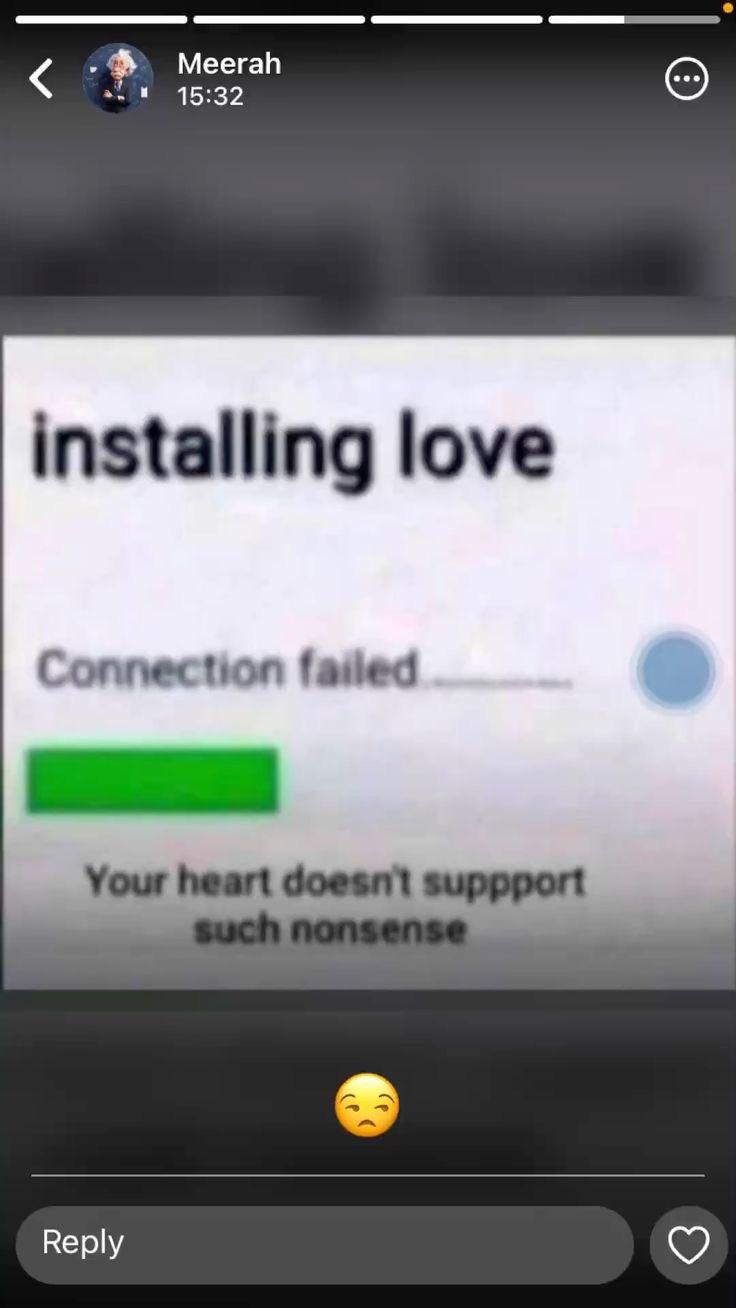 Meerah
15:32
installing love
Connection failed............
Your heart doesn't suppport
such nonsense
😒
Reply